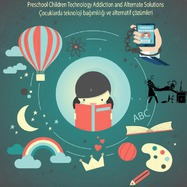 Preschool Children Technology Addiction and Alternate Solutions
Çocuklarda teknoloji bağımlılığı ve alternatif çözümleri
ABC